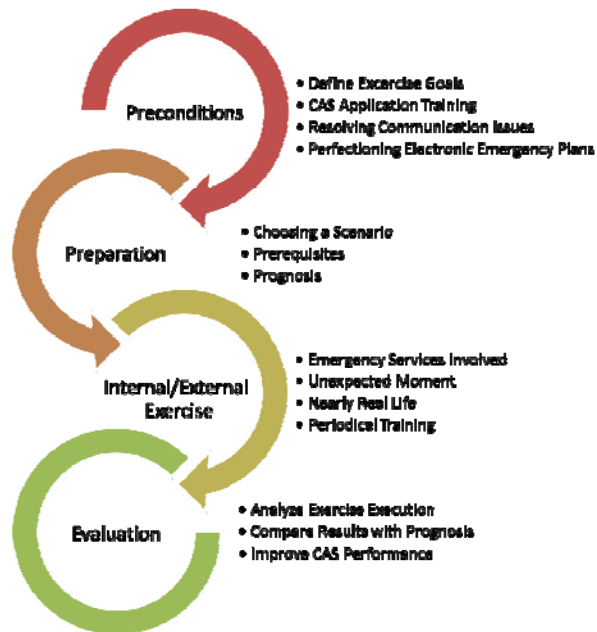 Preconditions
• Define Excercise Goals
• CAS Application Training
• Resolving Communication Issues
• Perfectioning Electronic Emergency Plans
Preparation
• Choosing a Scenario
• Prerequisites
• Prognosis
Internal/External
Exercise
• Emergency Services Involved
• Unexpected Moment
• Nearly Real Life
• Periodical Training
Evaluation
• Analyze Exercise Execution
• Compare Results with Prognosis
• Improve CAS Performance